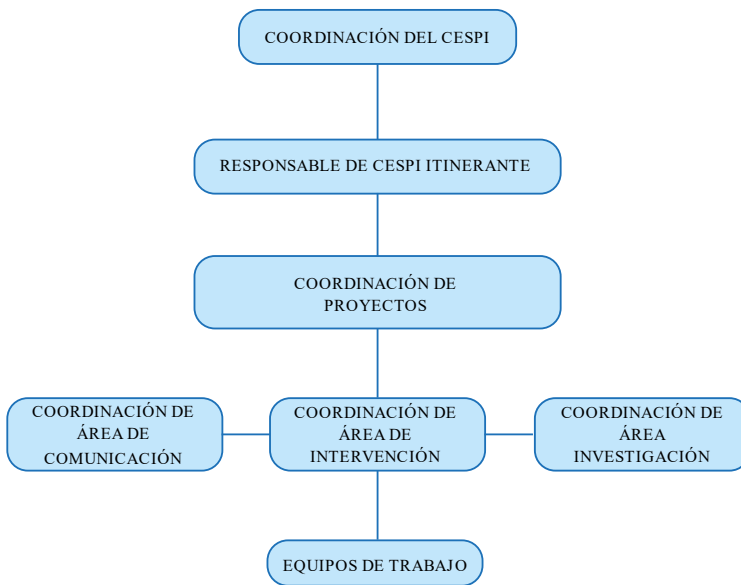 COORDINACIÓN DEL CESPI
RESPONSABLE DE CESPI ITINERANTE
COORDINACIÓN DE
PROYECTOS
COORDINACIÓN DE
ÁREA DE
COMUNICACIÓN
COORDINACIÓN DE
ÁREA DE
INTERVENCIÓN
COORDINACIÓN DE
ÁREA
INVESTIGACIÓN
EQUIPOS DE TRABAJO